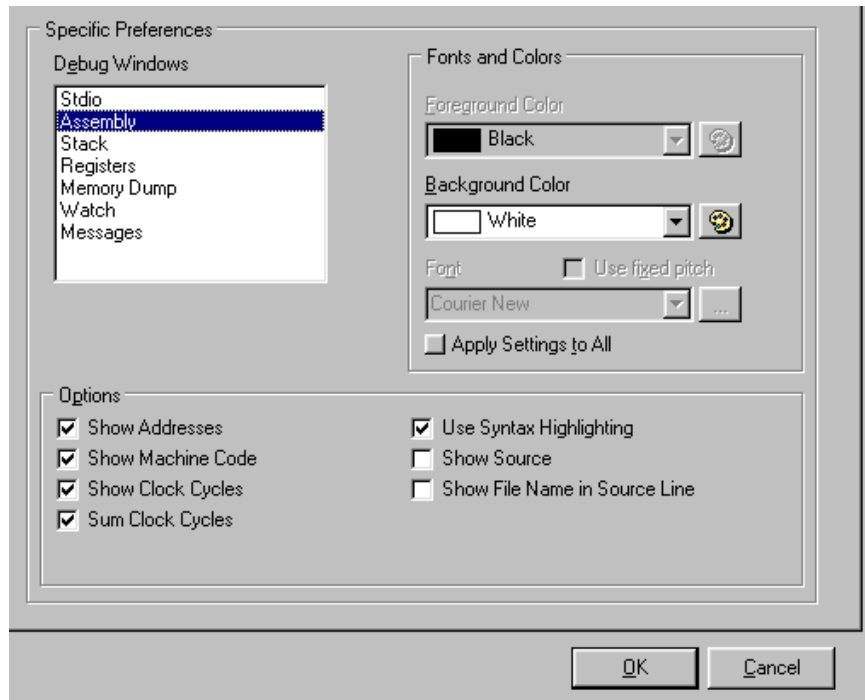 Specific Preferences
Debug Windows
Stdio
Assembly
Stack
Registers
Memory Dump
Watch
Messages
Fonts and Colors
Foreground Color
Black
Background Color
White
Font
Use fixed pitch
Courier New
...
Apply Settings to All
Options
Show Addresses
Show Machine Code
Show Clock Cycles
Sum Clock Cycles
Use Syntax Highlighting
Show Source
Show File Name in Source Line
OK
Cancel